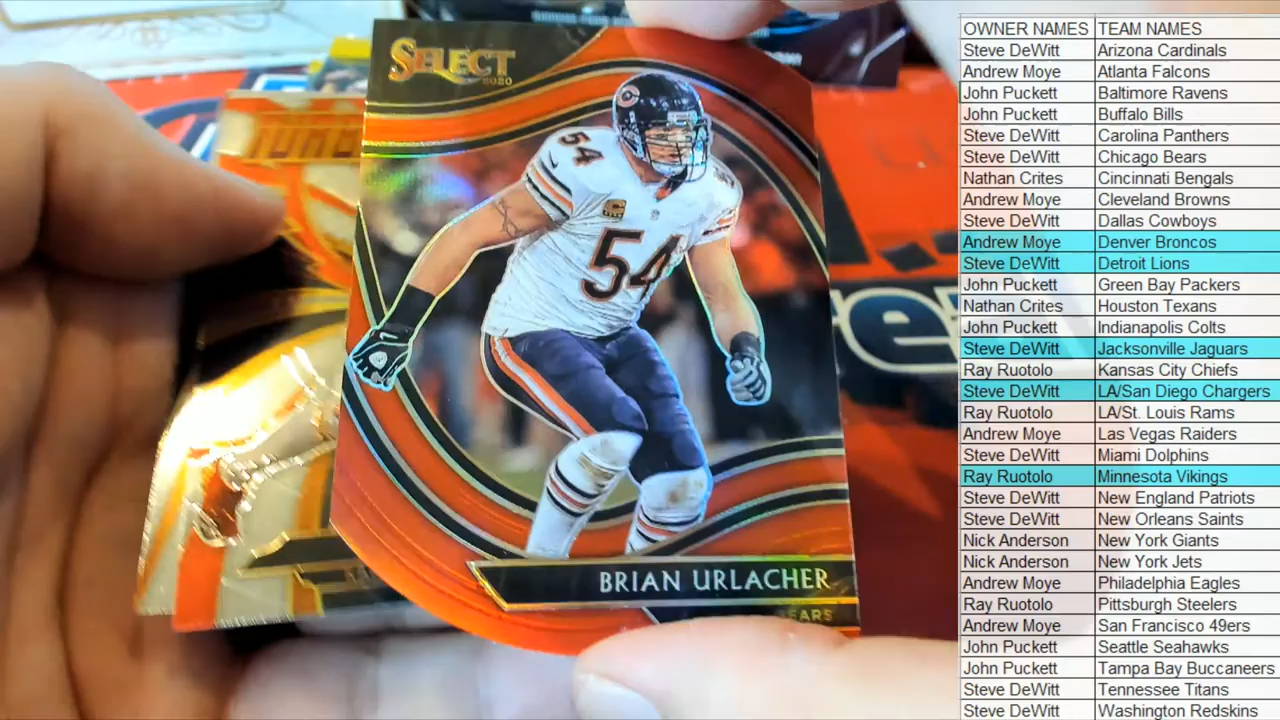 SELECT
2020
54
54
BRIAN URLACHER
OWNER NAMES TEAM NAMES
Steve DeWitt Arizona Cardinals
Andrew Moye Atlanta Falcons
John Puckett Baltimore Ravens
John Puckett Buffalo Bills
Steve DeWitt Carolina Panthers
Steve DeWitt Chicago Bears
Nathan Crites Cincinnati Bengals
Andrew Moye Cleveland Browns
Steve DeWitt Dallas Cowboys
Andrew Moye Denver Broncos
Steve DeWitt Detroit Lions
John Puckett Green Bay Packers
Nathan Crites Houston Texans
John Puckett Indianapolis Colts
Steve DeWitt Jacksonville Jaguars
Ray Ruotolo Kansas City Chiefs
Steve DeWitt LA/San Diego Chargers
Ray Ruotolo LA/St. Louis Rams
Andrew Moye Las Vegas Raiders
Steve DeWitt Miami Dolphins
Ray Ruotolo Minnesota Vikings
Steve DeWitt New England Patriots
Steve DeWitt New Orleans Saints
Nick Anderson New York Giants
Nick Anderson New York Jets
Andrew Moye Philadelphia Eagles
Ray Ruotolo Pittsburgh Steelers
Andrew Moye San Francisco 49ers
John Puckett Seattle Seahawks
John Puckett Tampa Bay Buccaneers
Steve DeWitt Tennessee Titans
Steve DeWitt Washington Redskins